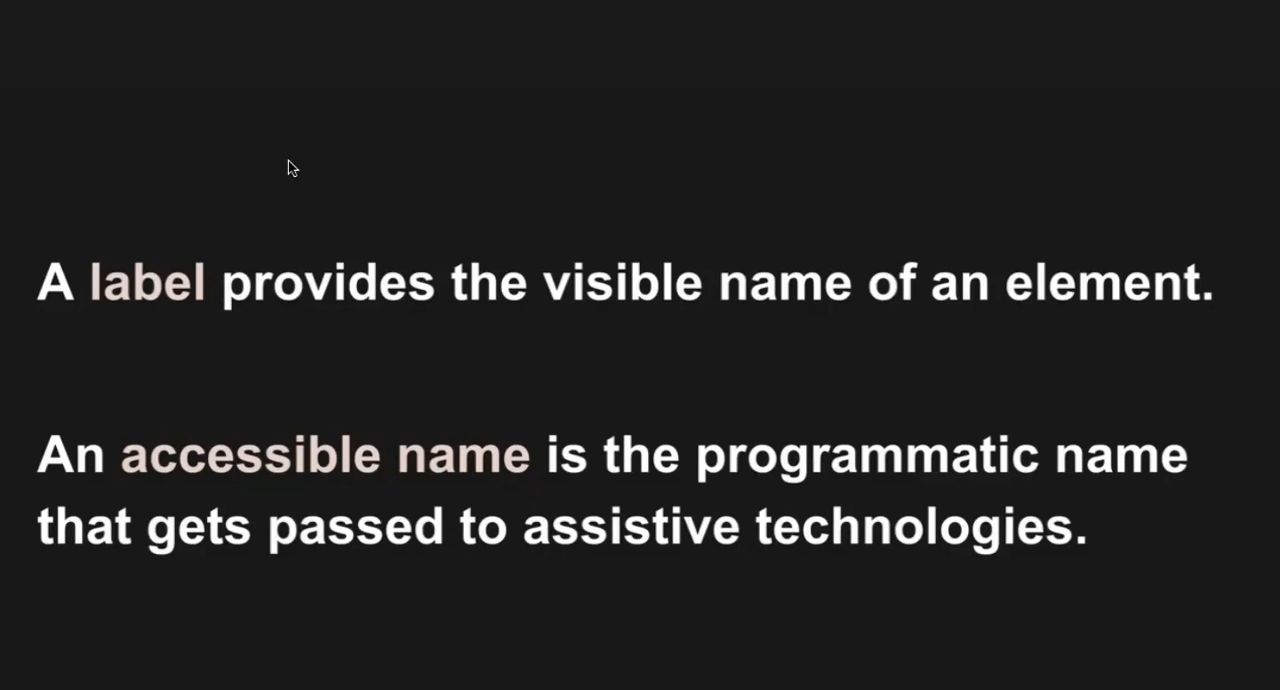 A label provides the visible name of an element.
An accessible name is the programmatic name
that gets passed to assistive technologies.